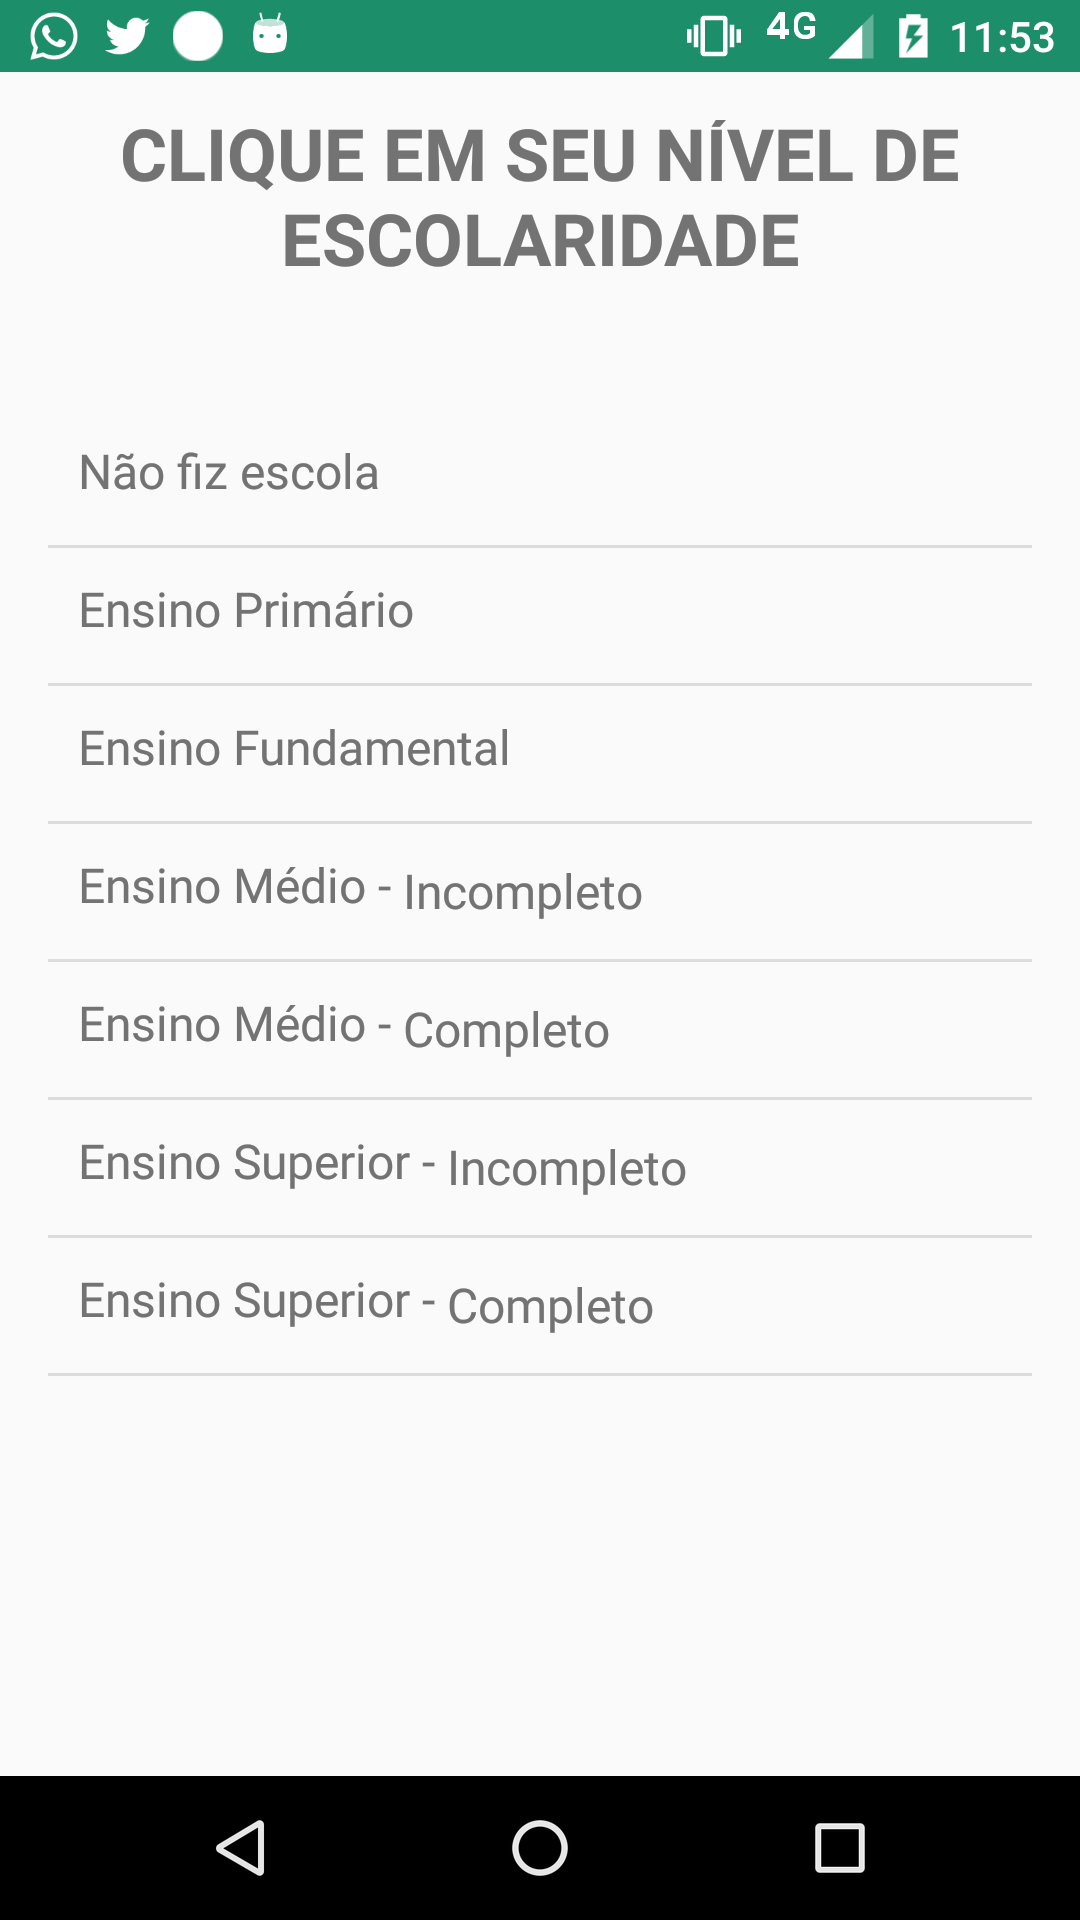 4G 11:53
CLIQUE EM SEU NÍVEL DE
ESCOLARIDADE
Não fiz escola
Ensino Primário
Ensino Fundamental
Ensino Médio - Incompleto
Ensino Médio - Completo
Ensino Superior - Incompleto
Ensino Superior - Completo